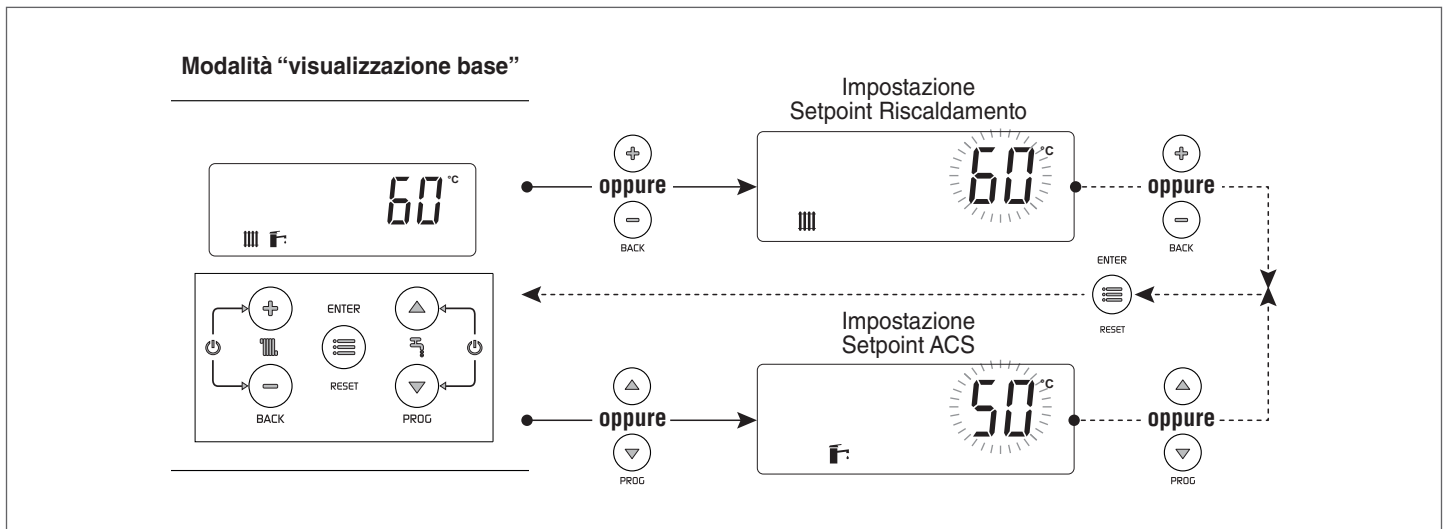 Modalità “visualizzazione base”
60 °C
ENTER
RESET
BACK
PROG
oppure
BACK
Impostazione
Setpoint Riscaldamento
60 °C
oppure
BACK
ENTER
RESET
oppure
PROG
Impostazione
Setpoint ACS
50 °C
oppure
PROG